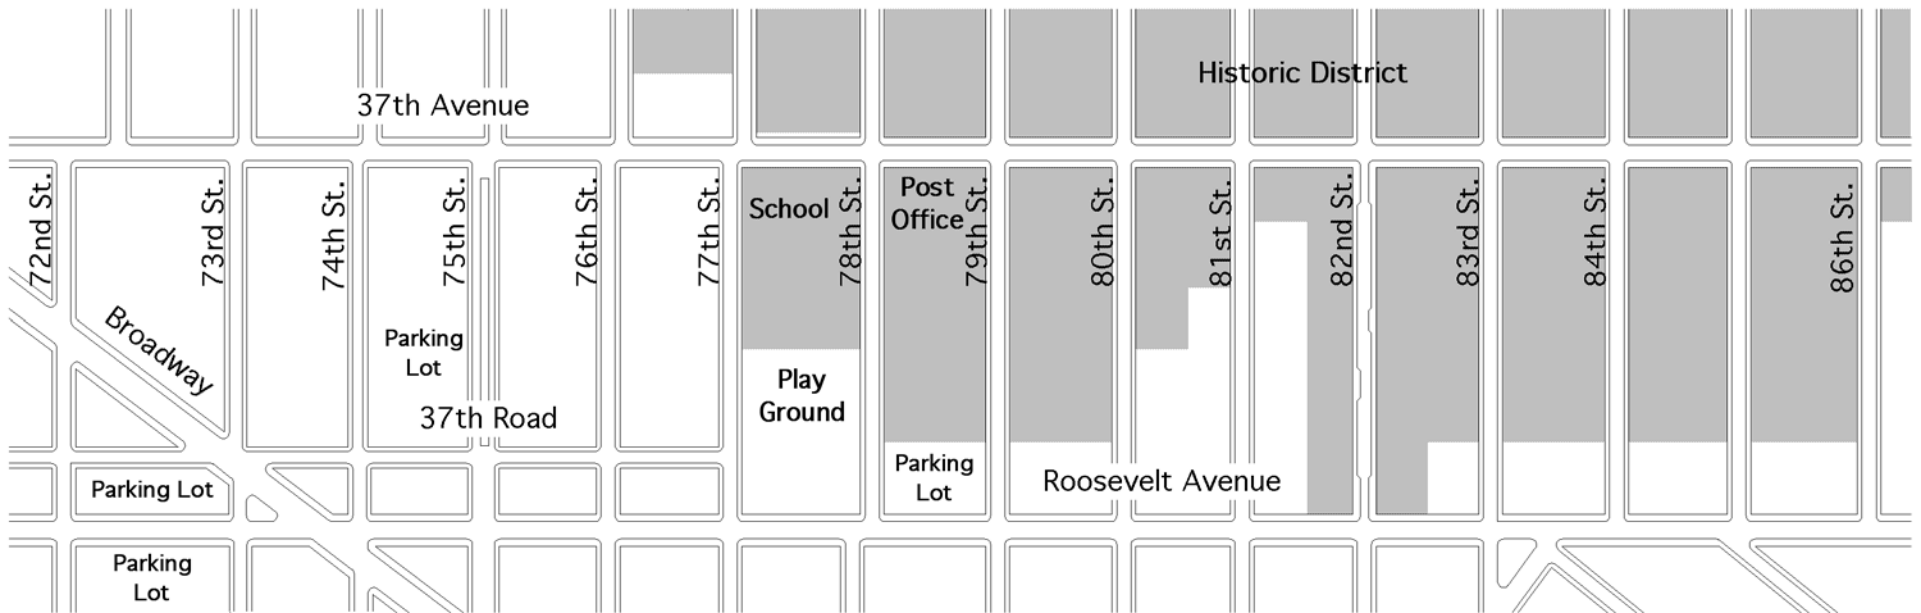 Historic District
37th Avenue
72nd St.
73rd St.
74th St.
75th St.
76th St.
77th St.
School
78th St.
Post
Office
79th St.
80th St.
81st St.
82nd St.
83rd St.
84th St.
86th St.
Broadway
Parking
Lot
Play
Ground
37th Road
Parking Lot
Parking
Lot
Roosevelt Avenue
Parking
Lot